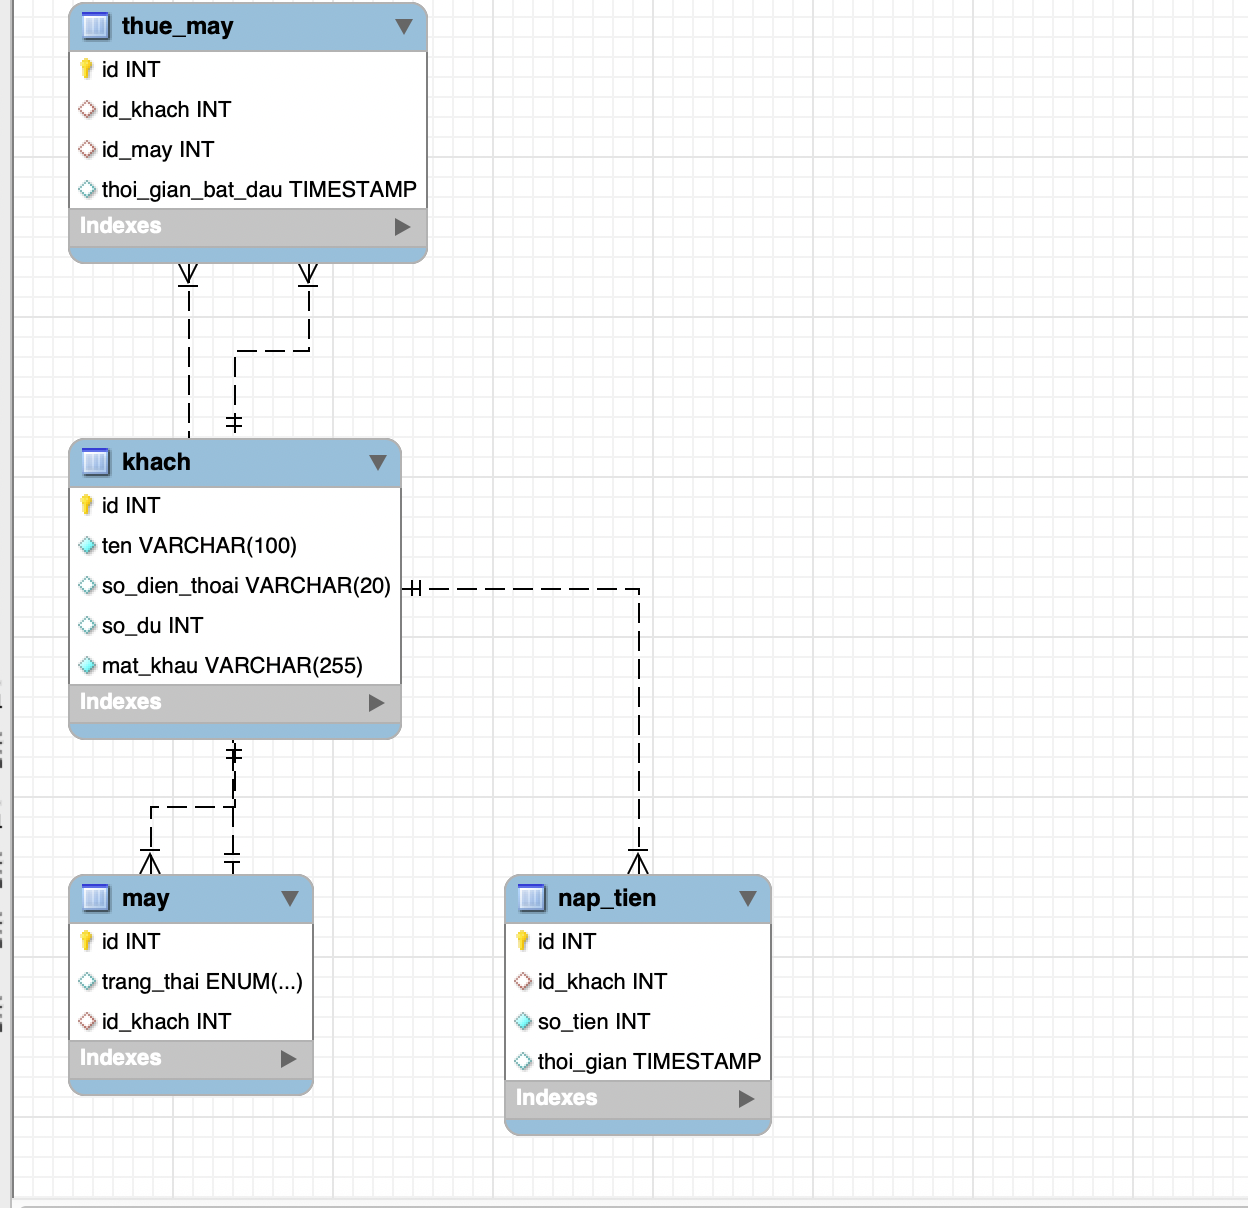 thue_may
id INT
id_khach INT
id_may INT
thoi_gian_bat_dau TIMESTAMP
Indexes
khach
id INT
ten VARCHAR(100)
so_dien_thoai VARCHAR(20)
so_du INT
mat_khau VARCHAR(255)
Indexes
may
id INT
trang_thai ENUM(...)
id_khach INT
Indexes
nap_tien
id INT
id_khach INT
so_tien INT
thoi_gian TIMESTAMP
Indexes